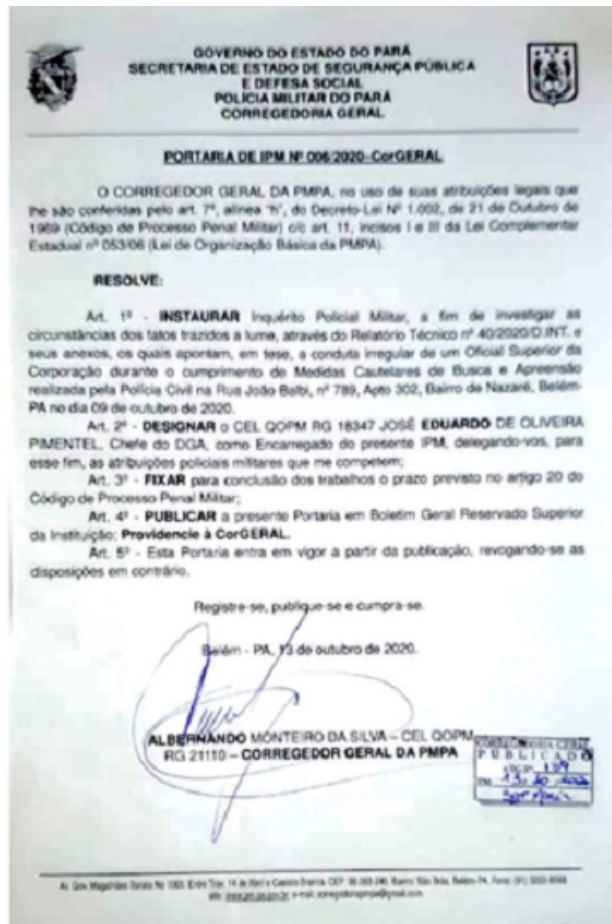 GOVERNO DO ESTADO DO PARÁ
SECRETARIA DE ESTADO DE SEGURANÇA PÚBLICA
E DEFESA SOCIAL
POLÍCIA MILITAR DO PARÁ
CORREGEDORIA GERAL
PORTARIA DE IPM Nº 006/2020-CorGERAL
O CORREGEDOR GERAL DA PMPA, no uso de suas atribuições legais que
lhe são conferidas pelo art. 7º, alínea "h", do Decreto-Lei Nº 1.002, de 21 de Outubro de
1969 (Código de Processo Penal Militar) c/c art. 11, incisos I e III da Lei Complementar
Estadual nº 053/06 (Lei de Organização Básica da PMPA).
RESOLVE:
Art. 1º - INSTAURAR Inquérito Policial Militar, a fim de investigar as
circunstâncias dos fatos trazidos a lume, através do Relatório Técnico nº 40/2020/D.INT. e
seus anexos, os quais apontam, em tese, a conduta irregular de um Oficial Superior da
Corporação durante o cumprimento de Medidas Cautelares de Busca e Apreensão
realizada pela Polícia Civil na Rua João Balbi, nº 789, Apto 302, Bairro de Nazaré, Belém-
PA no dia 09 de outubro de 2020.
Art. 2º - DESIGNAR o CEL QOPM RG 18347 JOSÉ EDUARDO DE OLIVEIRA
PIMENTEL, Chefe do DGA, como Encarregado do presente IPM, delegando-vos, para
esse fim, as atribuições policiais militares que me competem;
Art. 3º - FIXAR para conclusão dos trabalhos o prazo previsto no artigo 20 do
Código de Processo Penal Militar;
Art. 4º - PUBLICAR a presente Portaria em Boletim Geral Reservado Superior
da Instituição; Providencie à CorGERAL.
Art. 5º - Esta Portaria entra em vigor a partir da publicação, revogando-se as
disposições em contrário.
Registre-se, publique-se e cumpra-se.
Belém - PA, 13 de outubro de 2020.
ALBERNANDO MONTEIRO DA SILVA – CEL QOPM
RG 21110 – CORREGEDOR GERAL DA PMPA
CORREGEDORIA GERAL
PUBLICADO
109
13 10 2020